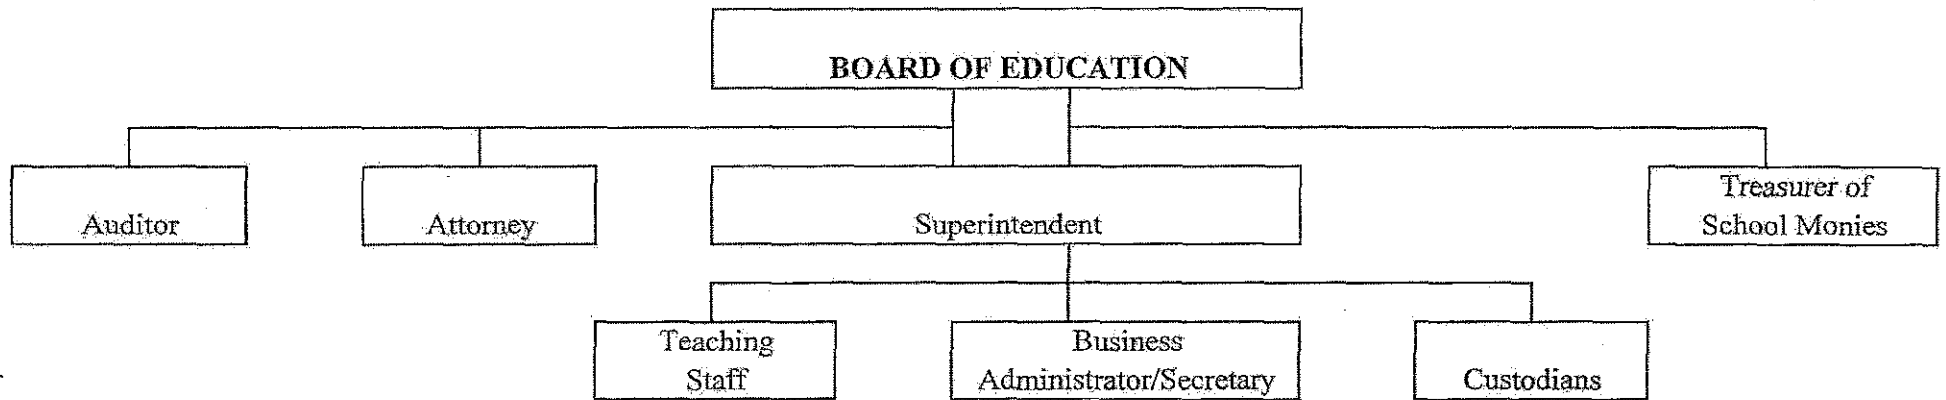 BOARD OF EDUCATION
Auditor
Attorney
Superintendent
Treasurer of
School Monies
Teaching
Staff
Business
Administrator/Secretary
Custodians